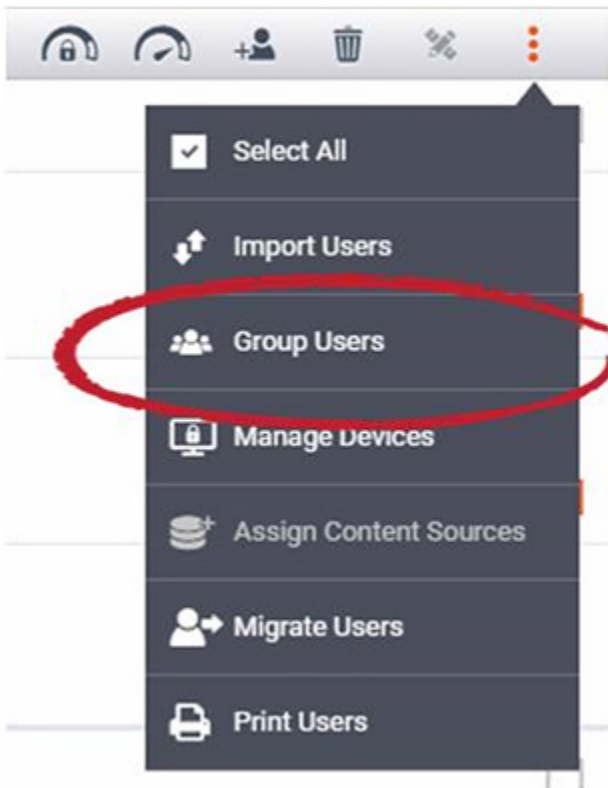 Select All
Import Users
Group Users
Manage Devices
Assign Content Sources
Migrate Users
Print Users